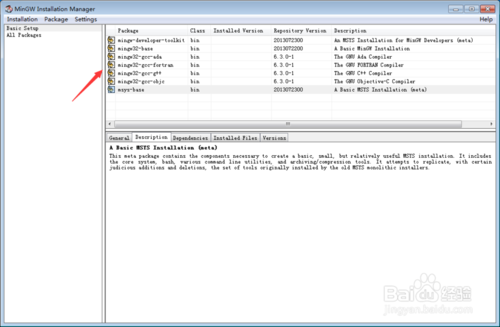 MinGW Installation Manager
Installation Package Settings Help
Basic Setup
All Packages
Package Class Installed Version Repository Version Description
mingw-developer-toolkit bin 2013072300 An MSYS Installation for MinGW Developers (meta)
mingw32-base bin 2013072200 A Basic MinGW Installation
mingw32-gcc-ada bin 6.3.0-1 The GNU Ada Compiler
mingw32-gcc-fortran bin 6.3.0-1 The GNU FORTRAN Compiler
mingw32-gcc-g++ bin 6.3.0-1 The GNU C++ Compiler
mingw32-gcc-objc bin 6.3.0-1 The GNU Objective-C Compiler
msys-base bin 2013072300 A Basic MSYS Installation (meta)
General Description Dependencies Installed Files Versions
A Basic MSYS Installation (meta)
This meta package contains the components necessary to create a basic, small, but relatively useful MSYS installation. It includes
the core system, bash, various command line utilities, and archiving/compression tools. It attempts to replicate, with certain
judicious additions and deletions, the set of tools originally installed by the old MSYS monolithic installers.
Baidu 经验
jingyan.baidu.com